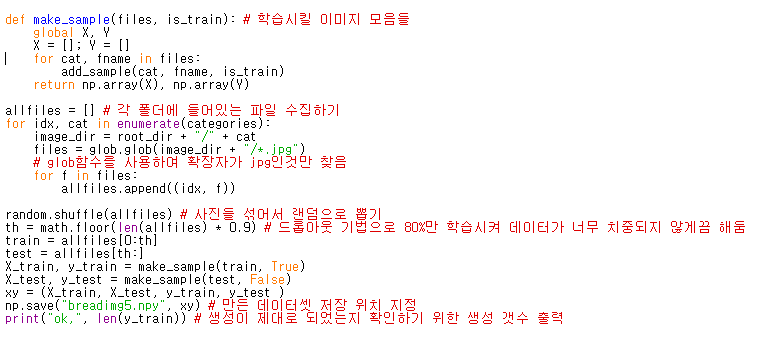 def make_sample(files, is_train): # 학습시킬 이미지 모음들
    global X, Y
    X = []; Y = []
    for cat, fname in files:
        add_sample(cat, fname, is_train)
    return np.array(X), np.array(Y)

allfiles = [] # 각 폴더에 들어있는 파일 수집하기
for idx, cat in enumerate(categories):
    image_dir = root_dir + "/" + cat
    files = glob.glob(image_dir + "/*.jpg")
    # glob함수를 사용하여 확장자가 jpg인것만 찾음
    for f in files:
        allfiles.append((idx, f))

random.shuffle(allfiles) # 사진들 섞어서 랜덤으로 뽑기
th = math.floor(len(allfiles) * 0.9) # 드롭아웃 기법으로 80%만 학습시켜 데이터가 너무 치중되지 않게끔 해둠
train = allfiles[0:th]
test = allfiles[th:]
X_train, y_train = make_sample(train, True)
X_test, y_test = make_sample(test, False)
xy = (X_train, X_test, y_train, y_test )
np.save("breadimg5.npy", xy) # 만든 데이터셋 저장 위치 지정
print("ok,", len(y_train)) # 생성이 제대로 되었는지 확인하기 위한 생성 갯수 출력